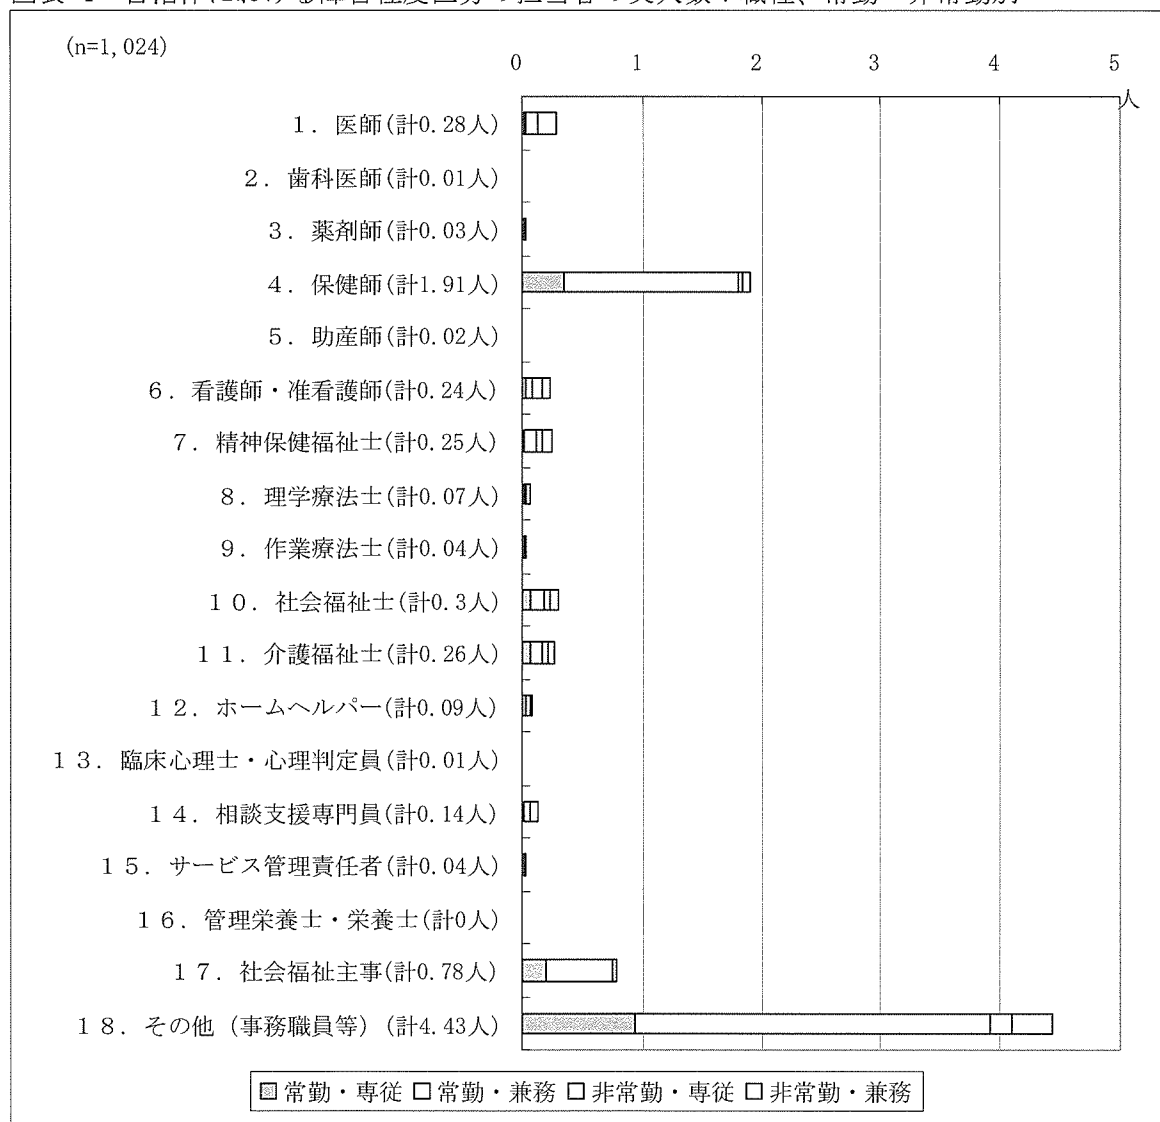 (n=1,024)
0 1 2 3 4 5
人
1．医師(計0.28人)
2．歯科医師(計0.01人)
3．薬剤師(計0.03人)
4．保健師(計1.91人)
5．助産師(計0.02人)
6．看護師・准看護師(計0.24人)
7．精神保健福祉士(計0.25人)
8．理学療法士(計0.07人)
9．作業療法士(計0.04人)
10．社会福祉士(計0.3人)
11．介護福祉士(計0.26人)
12．ホームヘルパー(計0.09人)
13．臨床心理士・心理判定員(計0.01人)
14．相談支援専門員(計0.14人)
15．サービス管理責任者(計0.04人)
16．管理栄養士・栄養士(計0人)
17．社会福祉主事(計0.78人)
18．その他（事務職員等）(計4.43人)
常勤・専従 常勤・兼務 非常勤・専従 非常勤・兼務